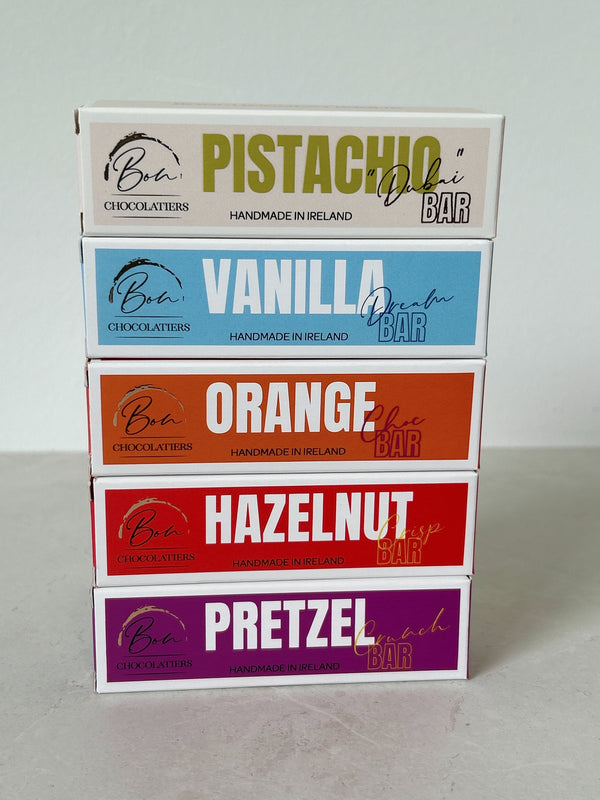 Bon
CHOCOLATIERS
PISTACHIO
"Dubai"
BAR
HANDMADE IN IRELAND
Bon
CHOCOLATIERS
VANILLA
Dream
BAR
HANDMADE IN IRELAND
Bon
CHOCOLATIERS
ORANGE
Choc
BAR
HANDMADE IN IRELAND
Bon
CHOCOLATIERS
HAZELNUT
Crisp
BAR
HANDMADE IN IRELAND
Bon
CHOCOLATIERS
PRETZEL
Crunch
BAR
HANDMADE IN IRELAND